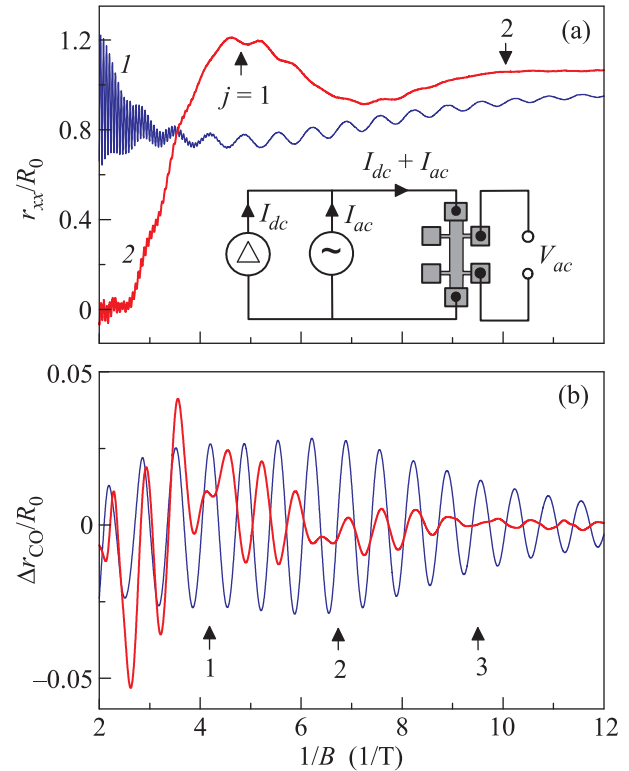 1.2
0.8
0.4
0
r_xx/R_0
1
2
j = 1
2
(a)
I_dc + I_ac
I_dc
I_ac
△
~
V_ac
0.05
0
−0.05
Δr_CO/R_0
(b)
1
2
3
2
4
6
8
10
12
1/B (1/T)